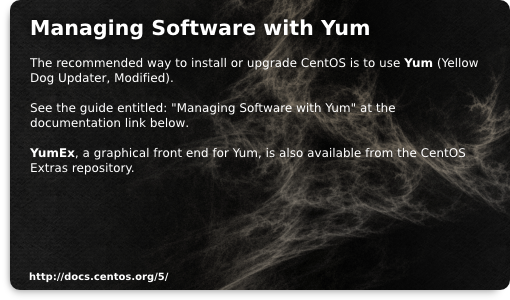 Managing Software with Yum
The recommended way to install or upgrade CentOS is to use Yum (Yellow
Dog Updater, Modified).
See the guide entitled: "Managing Software with Yum" at the
documentation link below.
YumEx, a graphical front end for Yum, is also available from the CentOS
Extras repository.
http://docs.centos.org/5/